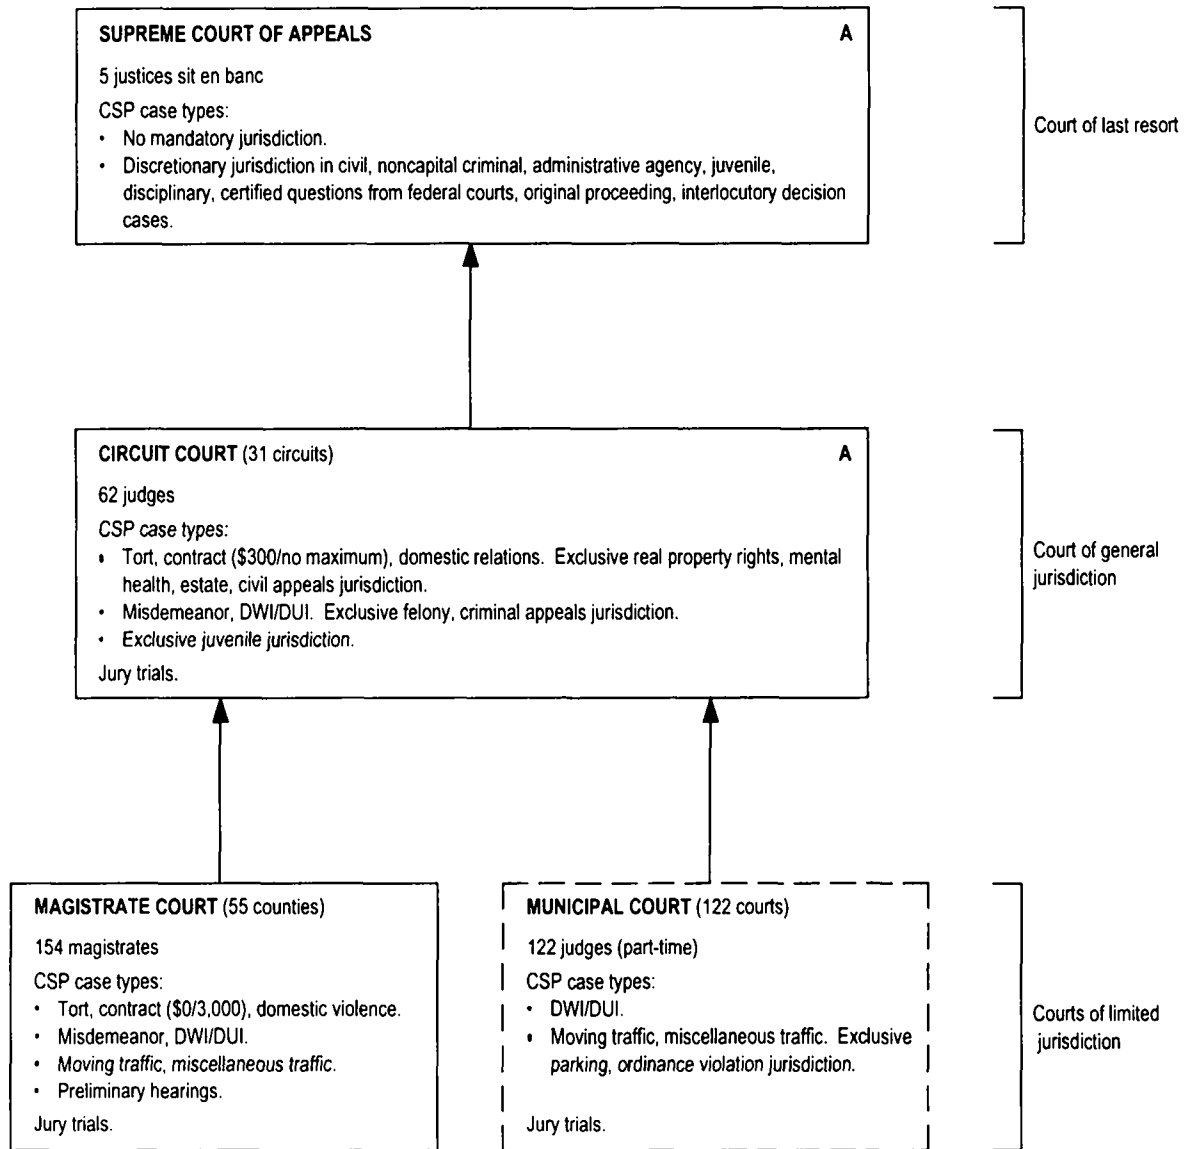 SUPREME COURT OF APPEALS A
5 justices sit en banc
CSP case types:
• No mandatory jurisdiction.
• Discretionary jurisdiction in civil, noncapital criminal, administrative agency, juvenile,
disciplinary, certified questions from federal courts, original proceeding, interlocutory decision
cases.
Court of last resort
CIRCUIT COURT (31 circuits) A
62 judges
CSP case types:
• Tort, contract ($300/no maximum), domestic relations. Exclusive real property rights, mental
health, estate, civil appeals jurisdiction.
• Misdemeanor, DWI/DUI. Exclusive felony, criminal appeals jurisdiction.
• Exclusive juvenile jurisdiction.
Jury trials.
Court of general
jurisdiction
MAGISTRATE COURT (55 counties)
154 magistrates
CSP case types:
• Tort, contract ($0/3,000), domestic violence.
• Misdemeanor, DWI/DUI.
• Moving traffic, miscellaneous traffic.
• Preliminary hearings.
Jury trials.
MUNICIPAL COURT (122 courts)
122 judges (part-time)
CSP case types:
• DWI/DUI.
• Moving traffic, miscellaneous traffic. Exclusive
parking, ordinance violation jurisdiction.
Jury trials.
Courts of limited
jurisdiction